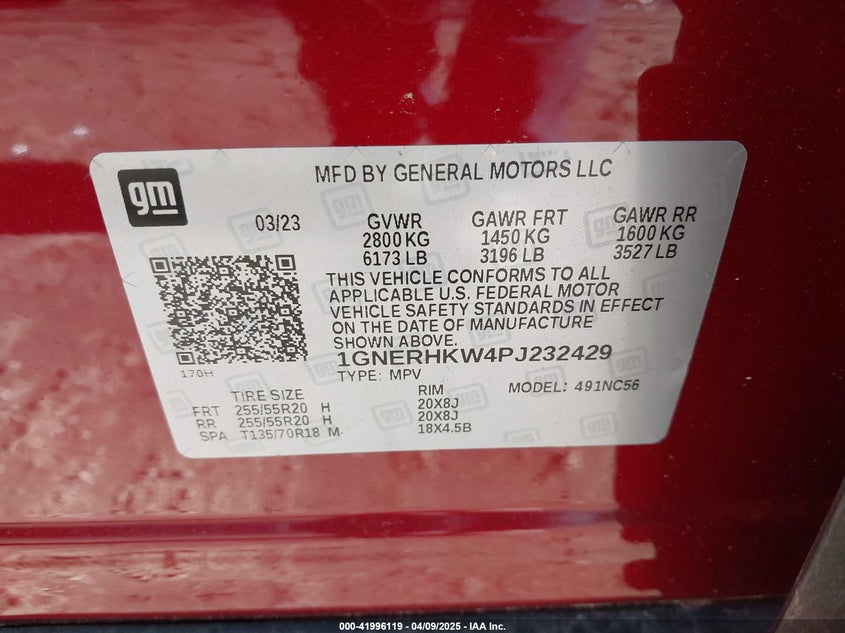 gm
MFD BY GENERAL MOTORS LLC
03/23
GVWR
2800 KG
6173 LB
GAWR FRT
1450 KG
3196 LB
GAWR RR
1600 KG
3527 LB
THIS VEHICLE CONFORMS TO ALL
APPLICABLE U.S. FEDERAL MOTOR
VEHICLE SAFETY STANDARDS IN EFFECT
ON THE DATE OF MANUFACTURE
SHOWN ABOVE.
170H
1GNERHKW4PJ232429
TYPE: MPV
MODEL: 491NC56
TIRE SIZE
RIM
FRT 255/55R20 H 20X8J
RR 255/55R20 H 20X8J
SPA T135/70R18 M 18X4.5B
000-41996119 | 04/09/2025 - IAA Inc.